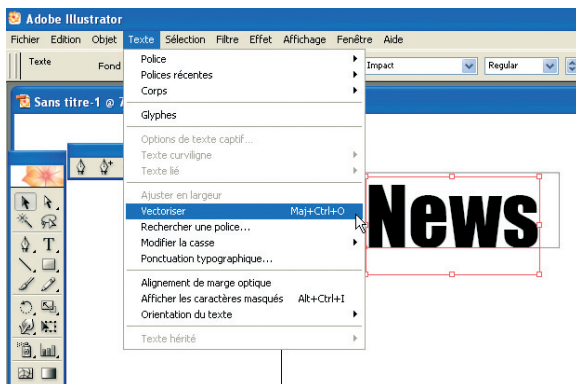 Adobe Illustrator
Fichier Edition Objet Texte Sélection Filtre Effet Affichage Fenêtre Aide
Texte Fond Impact Regular
Sans titre-1 @ 7
Police
Polices récentes
Corps
Glyphes
Options de texte captif...
Texte curviligne
Texte lié
Ajuster en largeur
Vectoriser Maj+Ctrl+O
Rechercher une police...
Modifier la casse
Ponctuation typographique...
Alignement de marge optique
Afficher les caractères masqués Alt+Ctrl+I
Orientation du texte
Texte hérité
News